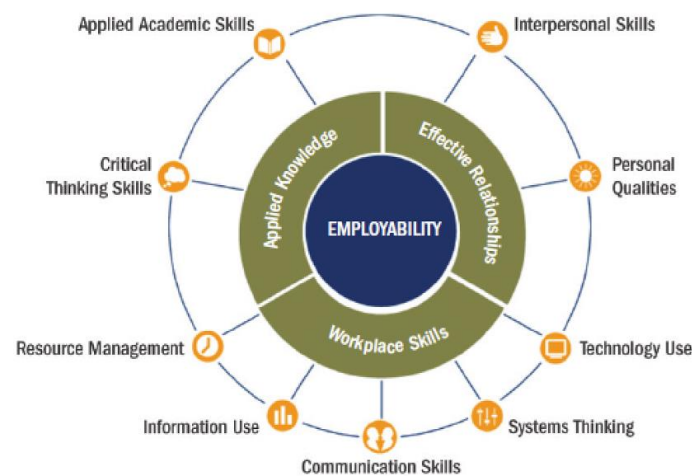 Applied Academic Skills
Interpersonal Skills
Critical
Thinking Skills
Applied Knowledge
Effective Relationships
Personal
Qualities
EMPLOYABILITY
Workplace Skills
Resource Management
Technology Use
Information Use
Systems Thinking
Communication Skills